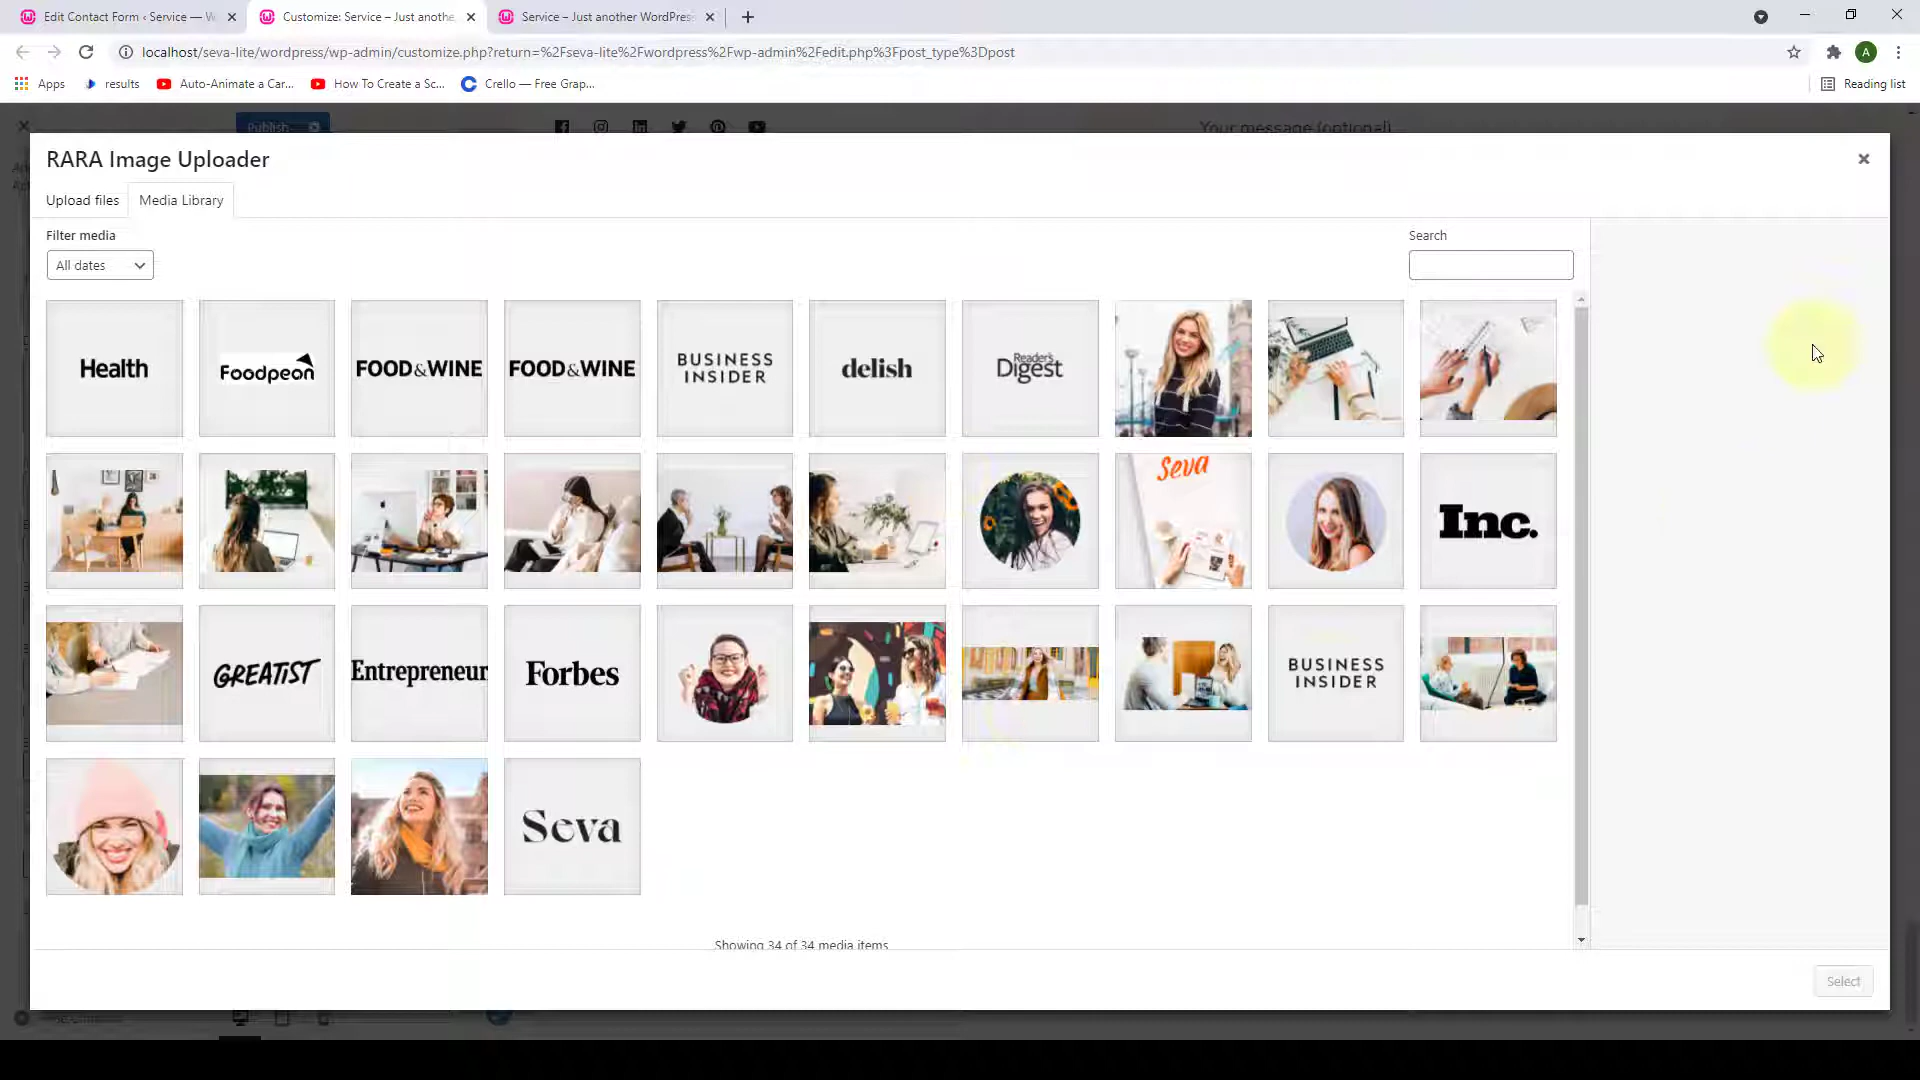 Edit Contact Form ‹ Service — W
Customize: Service – Just anothe
Service – Just another WordPres
localhost/seva-lite/wordpress/wp-admin/customize.php?return=%2Fseva-lite%2Fwordpress%2Fwp-admin%2Fedit.php%3Fpost_type%3Dpost
A
Apps
results
Auto-Animate a Car...
How To Create a Sc...
Crello — Free Grap...
Reading list
Publish
Your message (optional)
RARA Image Uploader
Upload files
Media Library
Filter media
Search
All dates
Health
Foodpeon
FOOD&WINE
FOOD&WINE
BUSINESS
INSIDER
delish
Reader's
Digest
Seva
Inc.
GREATIST
Entrepreneur
Forbes
BUSINESS
INSIDER
Seva
Showing 34 of 34 media items
Select